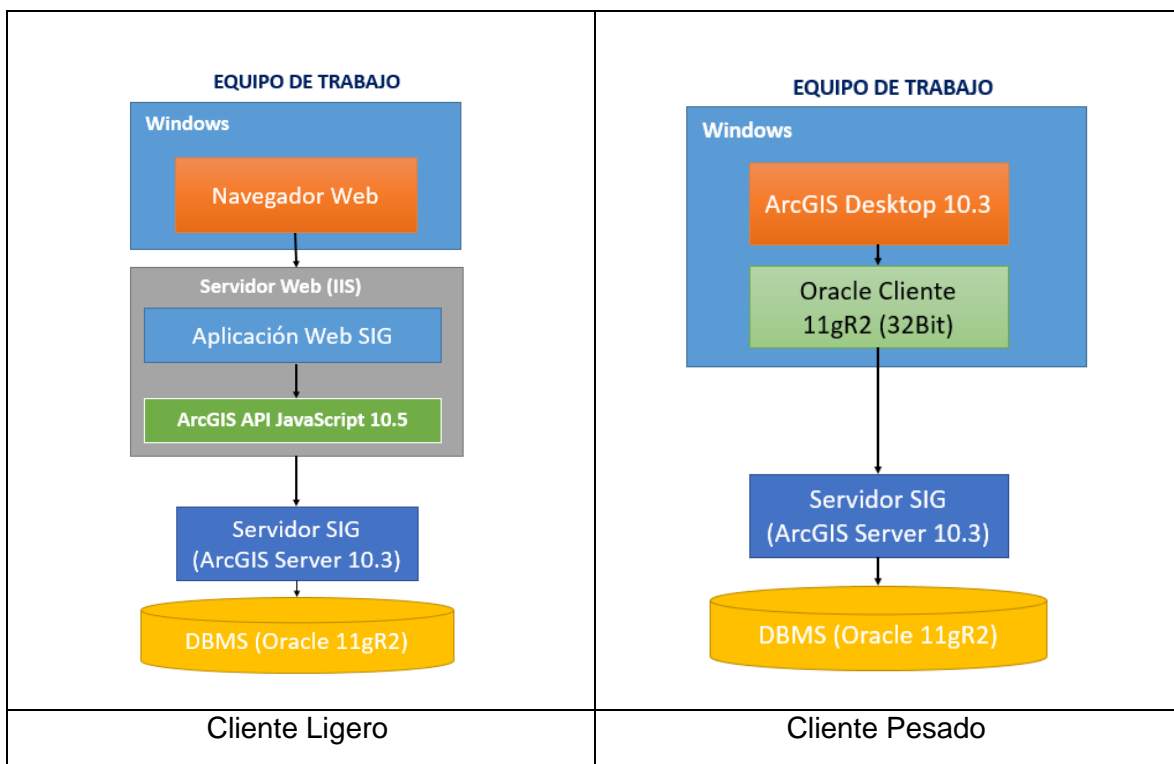 EQUIPO DE TRABAJO
Windows
Navegador Web
Servidor Web (IIS)
Aplicación Web SIG
ArcGIS API JavaScript 10.5
Servidor SIG
(ArcGIS Server 10.3)
DBMS (Oracle 11gR2)
Cliente Ligero
EQUIPO DE TRABAJO
Windows
ArcGIS Desktop 10.3
Oracle Cliente
11gR2 (32Bit)
Servidor SIG
(ArcGIS Server 10.3)
DBMS (Oracle 11gR2)
Cliente Pesado